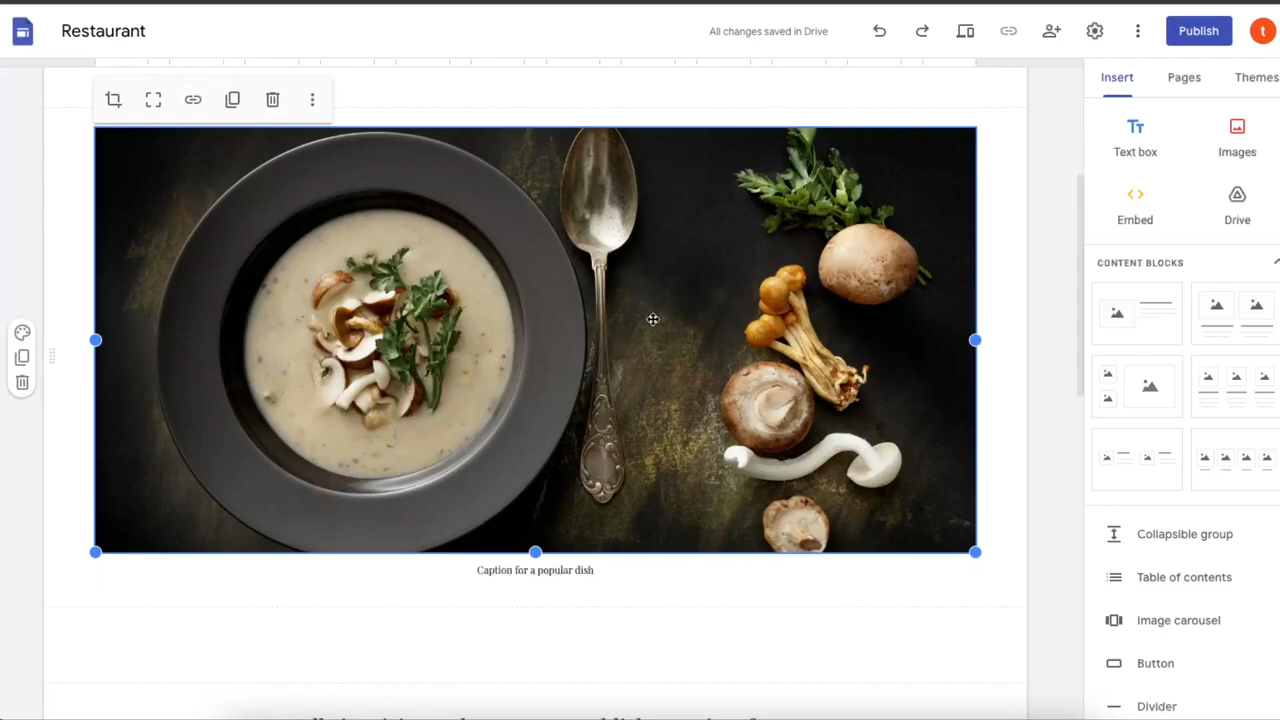 Restaurant
All changes saved in Drive
Publish
t
Insert Pages Themes
Tt Text box
Images
Embed
Drive
CONTENT BLOCKS
Collapsible group
Table of contents
Image carousel
Button
Divider
Caption for a popular dish